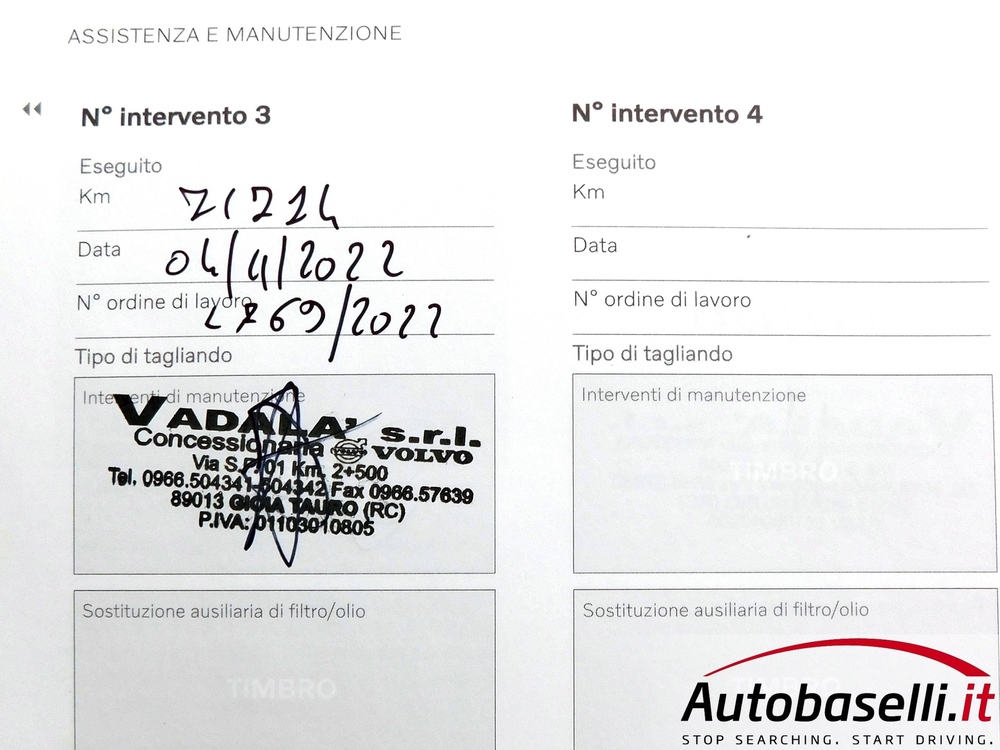 ASSISTENZA E MANUTENZIONE
N° intervento 3
Eseguito
Km 71714
Data 04/11/2022
N° ordine di lavoro 2769/2022
Tipo di tagliando
Interventi di manutenzione
VADALA' s.r.l.
Concessionaria VOLVO
Via S.P. 01 Km. 2+500
Tel. 0966.504341-504342 Fax 0966.57639
89013 GIOIA TAURO (RC)
P.IVA: 01103010805
Sostituzione ausiliaria di filtro/olio
TIMBRO
N° intervento 4
Eseguito
Km
Data
N° ordine di lavoro
Tipo di tagliando
Interventi di manutenzione
TIMBRO
Sostituzione ausiliaria di filtro/olio
Autobaselli.it
STOP SEARCHING. START DRIVING.